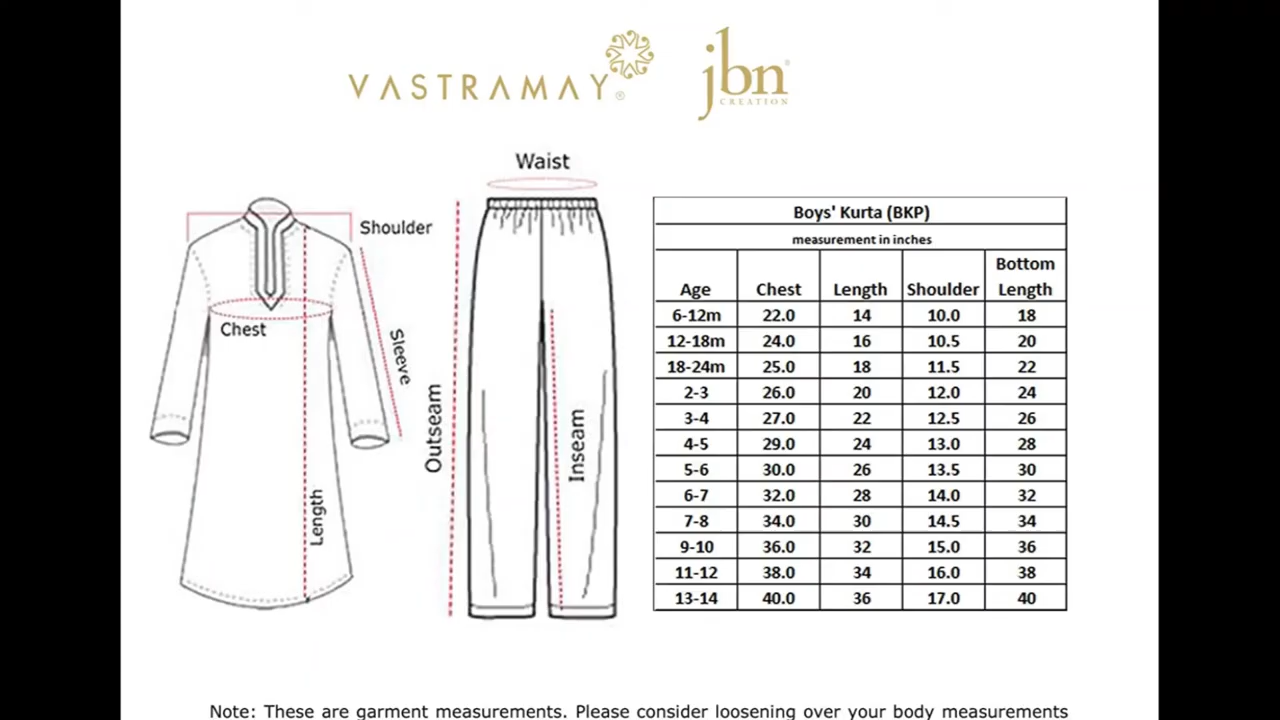 VASTRAMAY®
jbn®
CREATION
Waist
Shoulder
Chest
Sleeve
Length
Outseam
Inseam
Boys' Kurta (BKP)
measurement in inches
Age Chest Length Shoulder Bottom Length
6-12m 22.0 14 10.0 18
12-18m 24.0 16 10.5 20
18-24m 25.0 18 11.5 22
2-3 26.0 20 12.0 24
3-4 27.0 22 12.5 26
4-5 29.0 24 13.0 28
5-6 30.0 26 13.5 30
6-7 32.0 28 14.0 32
7-8 34.0 30 14.5 34
9-10 36.0 32 15.0 36
11-12 38.0 34 16.0 38
13-14 40.0 36 17.0 40
Note: These are garment measurements. Please consider loosening over your body measurements